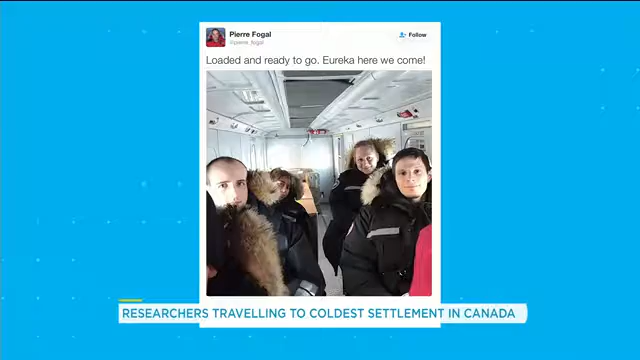 Pierre Fogal
Follow
@pierre_fogal
Loaded and ready to go. Eureka here we come!
RESEARCHERS TRAVELLING TO COLDEST SETTLEMENT IN CANADA